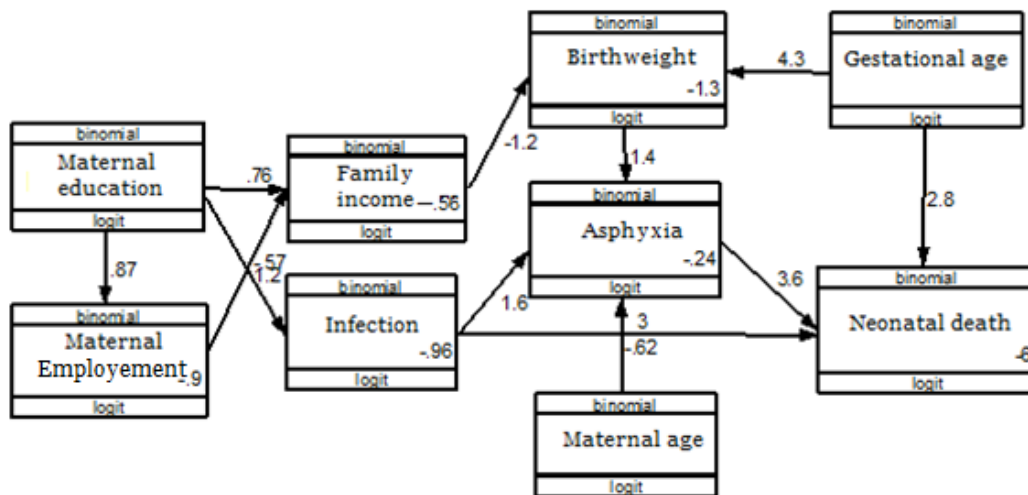 binomial
Birthweight
-1.3
logit
binomial
Gestational age
logit
4.3
binomial
Maternal
education
logit
.76
binomial
Family
income
-.56
logit
-1.2
1.4
2.8
.87
-.57
1.2
binomial
Asphyxia
-.24
logit
binomial
Maternal
Employement
-.9
logit
binomial
Infection
-.96
logit
1.6
3
-.62
3.6
binomial
Neonatal death
-6
logit
binomial
Maternal age
logit